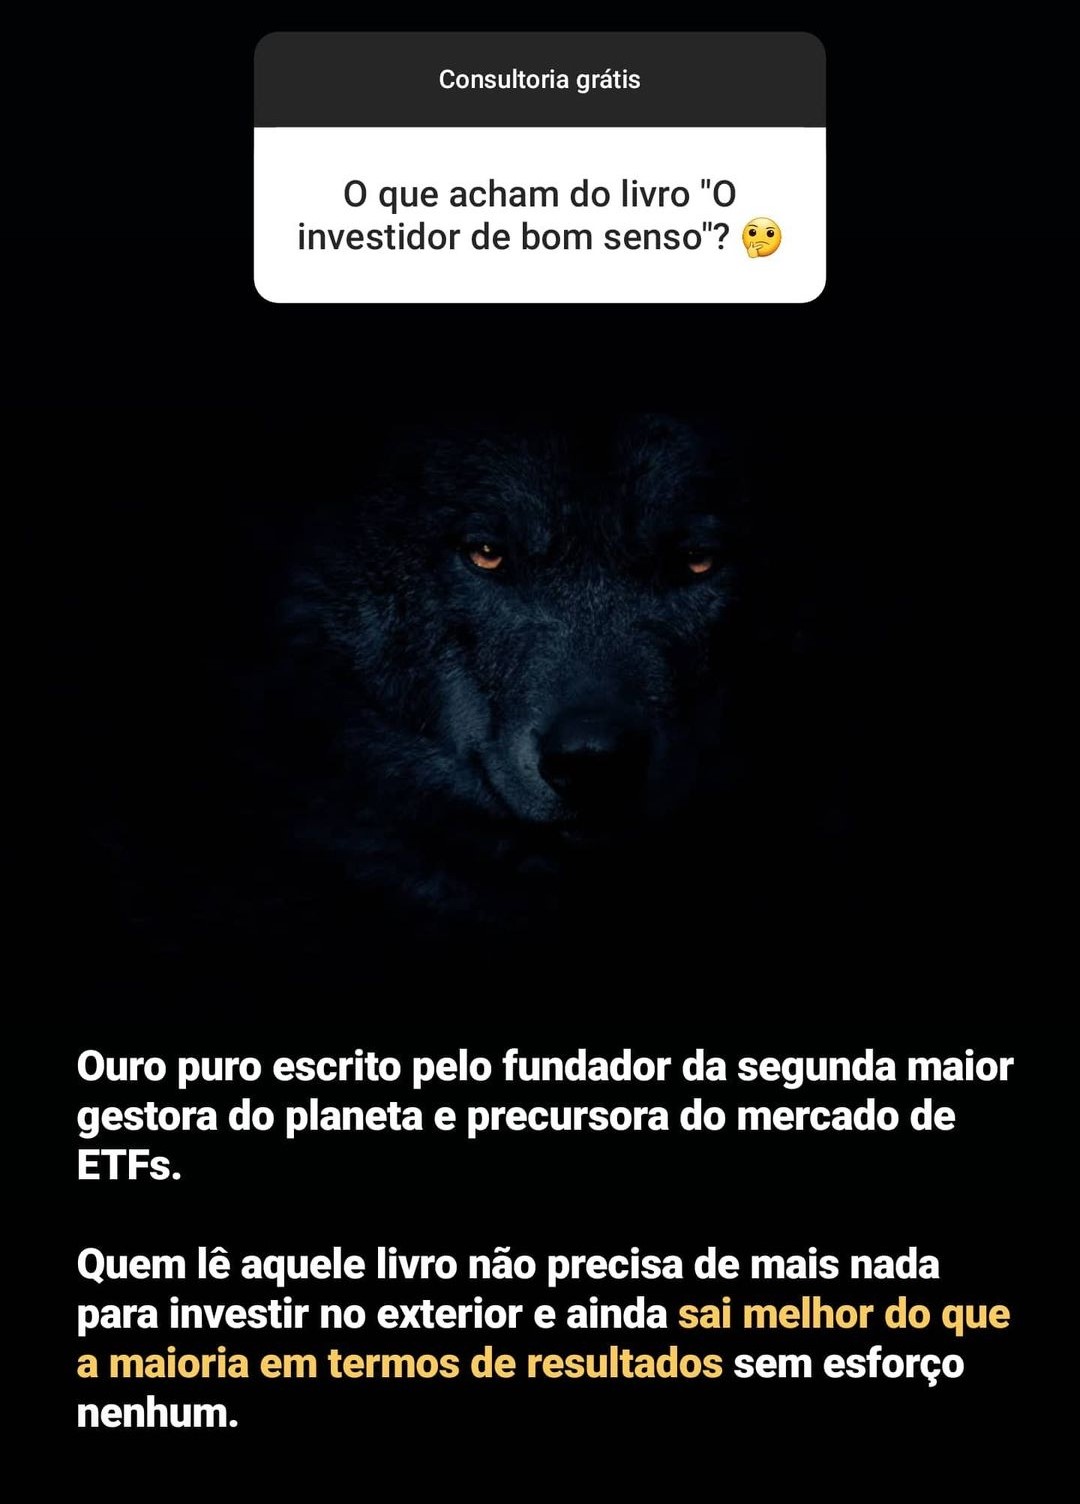 Consultoria grátis
O que acham do livro "O
investidor de bom senso"? 🤔
Ouro puro escrito pelo fundador da segunda maior
gestora do planeta e precursora do mercado de
ETFs.
Quem lê aquele livro não precisa de mais nada
para investir no exterior e ainda sai melhor do que
a maioria em termos de resultados sem esforço
nenhum.